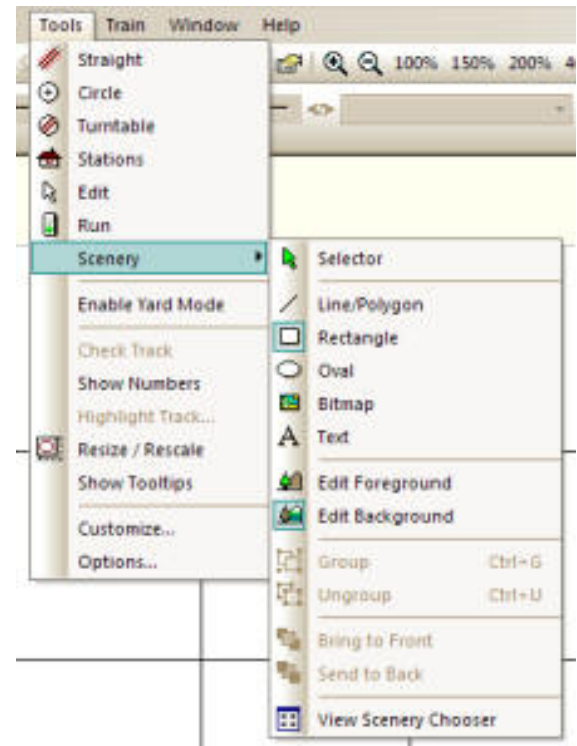 Tools Train Window Help
100% 150% 200% 4
Straight
Circle
Turntable
Stations
Edit
Run
Scenery
Enable Yard Mode
Check Track
Show Numbers
Highlight Track...
Resize / Rescale
Show Tooltips
Customize...
Options...
Selector
Line/Polygon
Rectangle
Oval
Bitmap
A Text
Edit Foreground
Edit Background
Group Ctrl+G
Ungroup Ctrl+U
Bring to Front
Send to Back
View Scenery Chooser